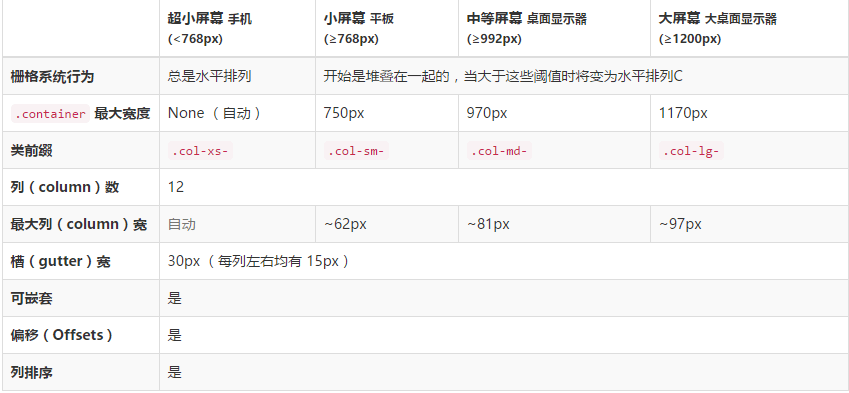 超小屏幕 手机 小屏幕 平板 中等屏幕 桌面显示器 大屏幕 大桌面显示器
(<768px) (≥768px) (≥992px) (≥1200px)
栅格系统行为 总是水平排列 开始是堆叠在一起的，当大于这些阈值时将变为水平排列C
.container 最大宽度 None （自动） 750px 970px 1170px
类前缀 .col-xs- .col-sm- .col-md- .col-lg-
列（column）数 12
最大列（column）宽 自动 ~62px ~81px ~97px
槽（gutter）宽 30px （每列左右均有 15px）
可嵌套 是
偏移（Offsets） 是
列排序 是